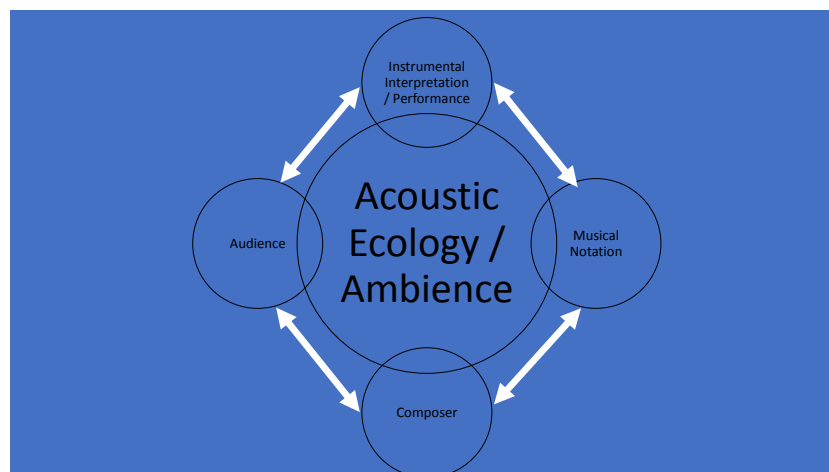 Instrumental
Interpretation
/ Performance
Acoustic
Ecology /
Ambience
Audience
Musical
Notation
Composer